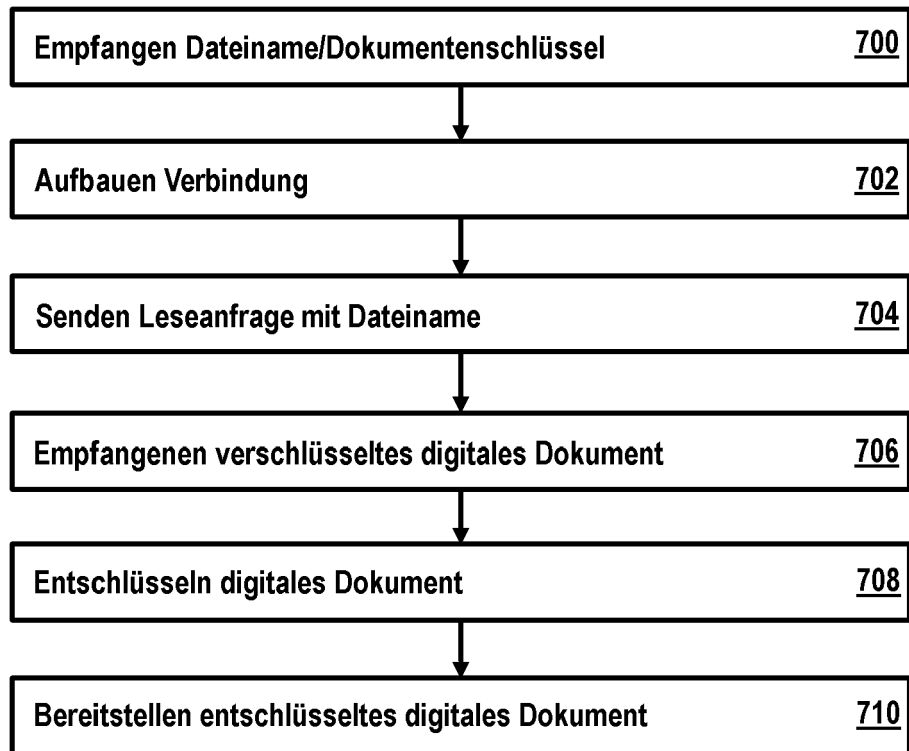 Empfangen Dateiname/Dokumentenschlüssel 700
Aufbauen Verbindung 702
Senden Leseanfrage mit Dateiname 704
Empfangenen verschlüsseltes digitales Dokument 706
Entschlüsseln digitales Dokument 708
Bereitstellen entschlüsseltes digitales Dokument 710